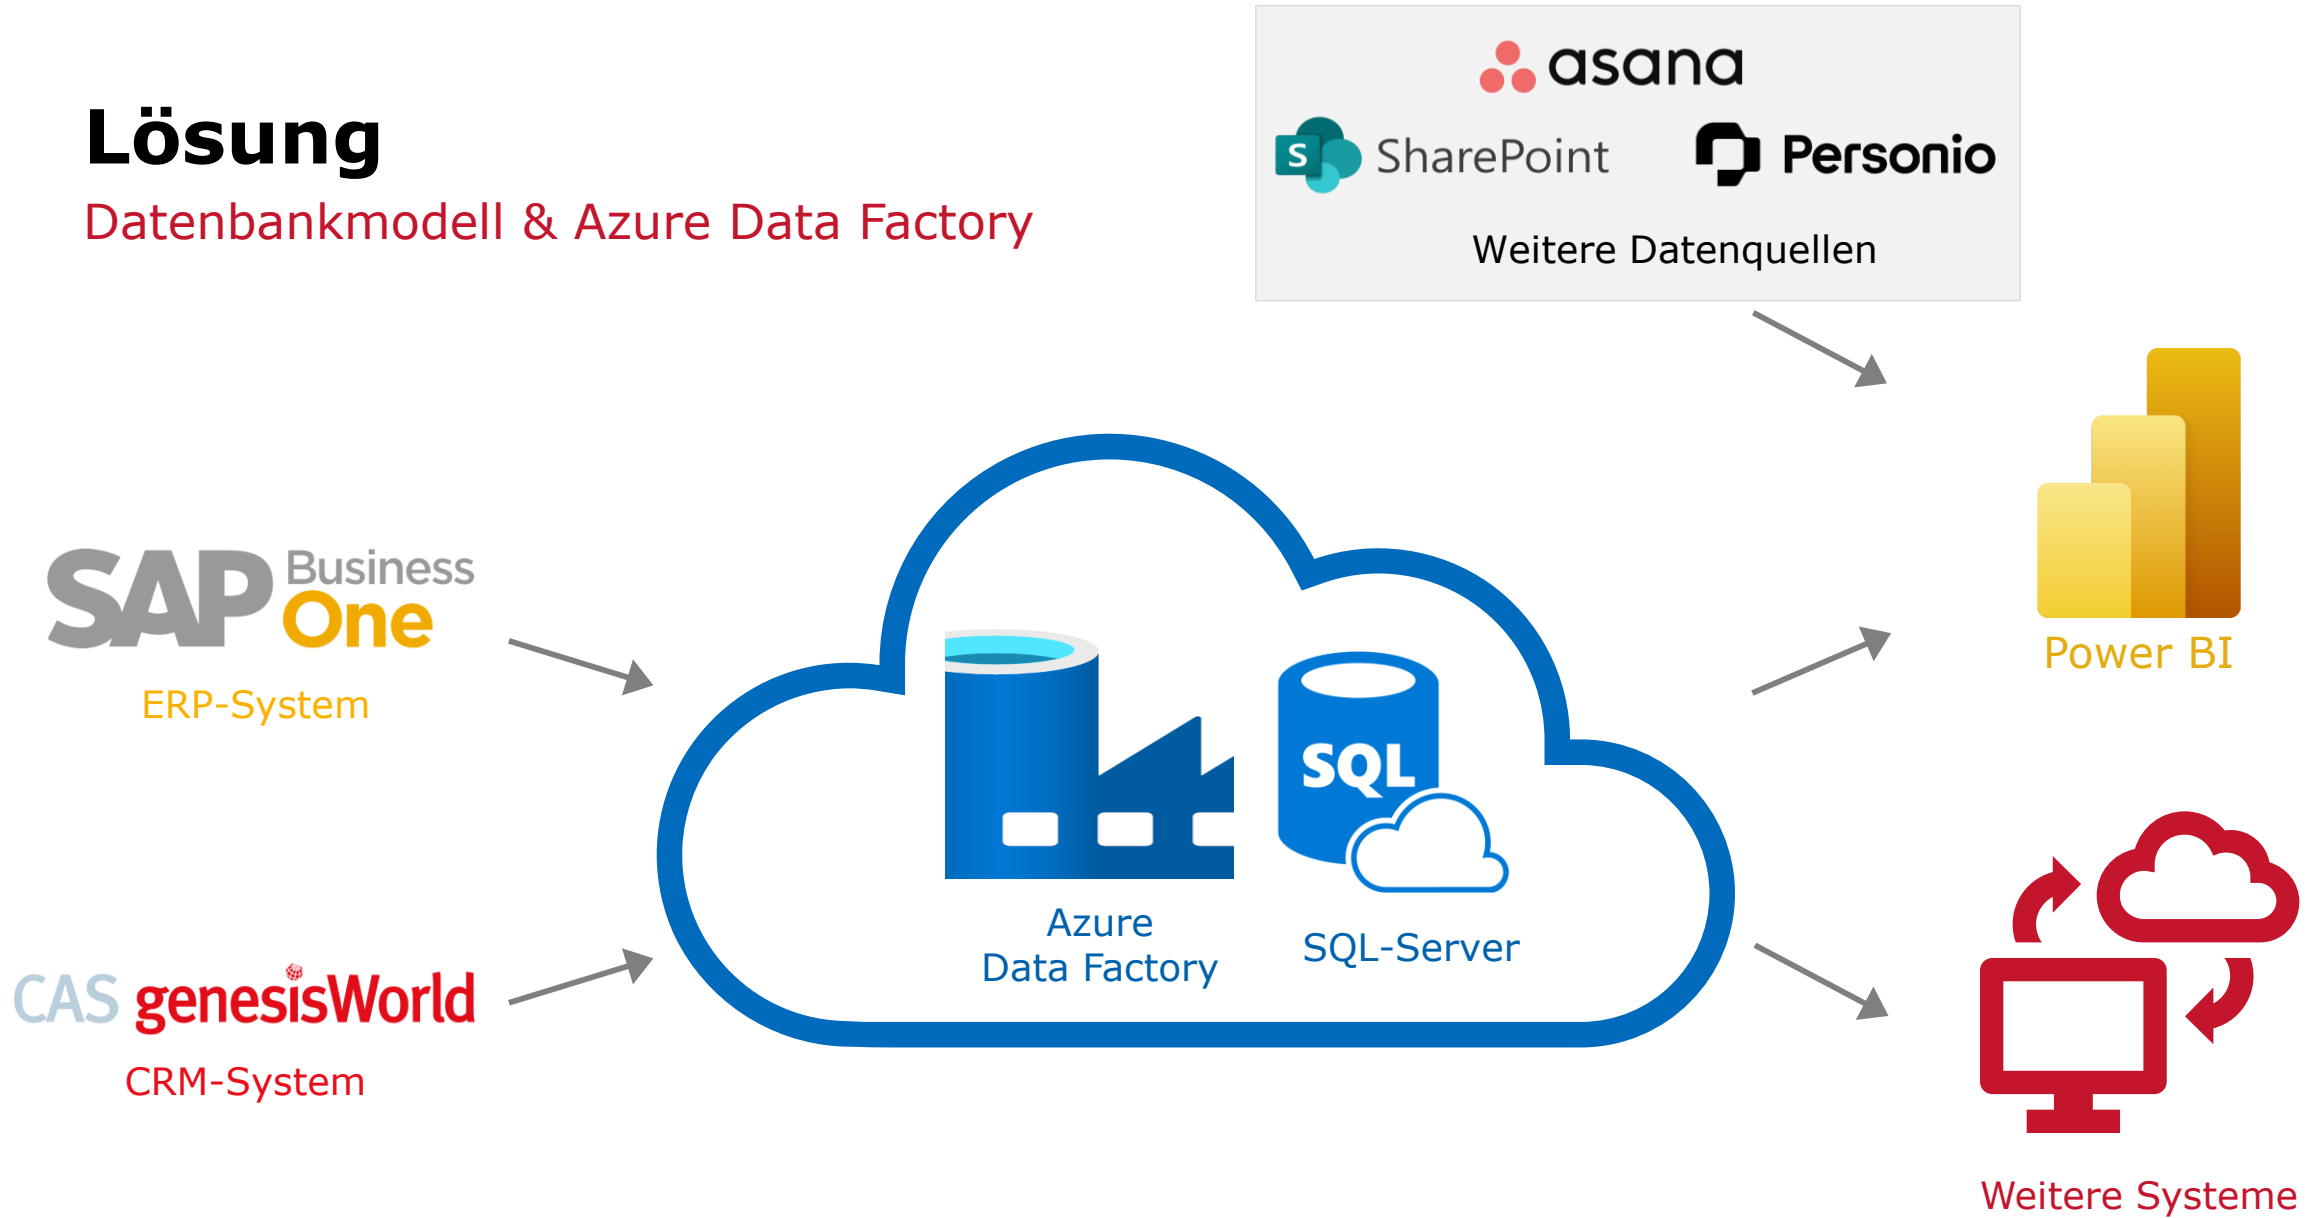 Lösung
Datenbankmodell & Azure Data Factory
asana
S SharePoint
Personio
Weitere Datenquellen
SAP Business One
ERP-System
CAS genesisWorld
CRM-System
Azure
Data Factory
SQL
SQL-Server
Power BI
Weitere Systeme